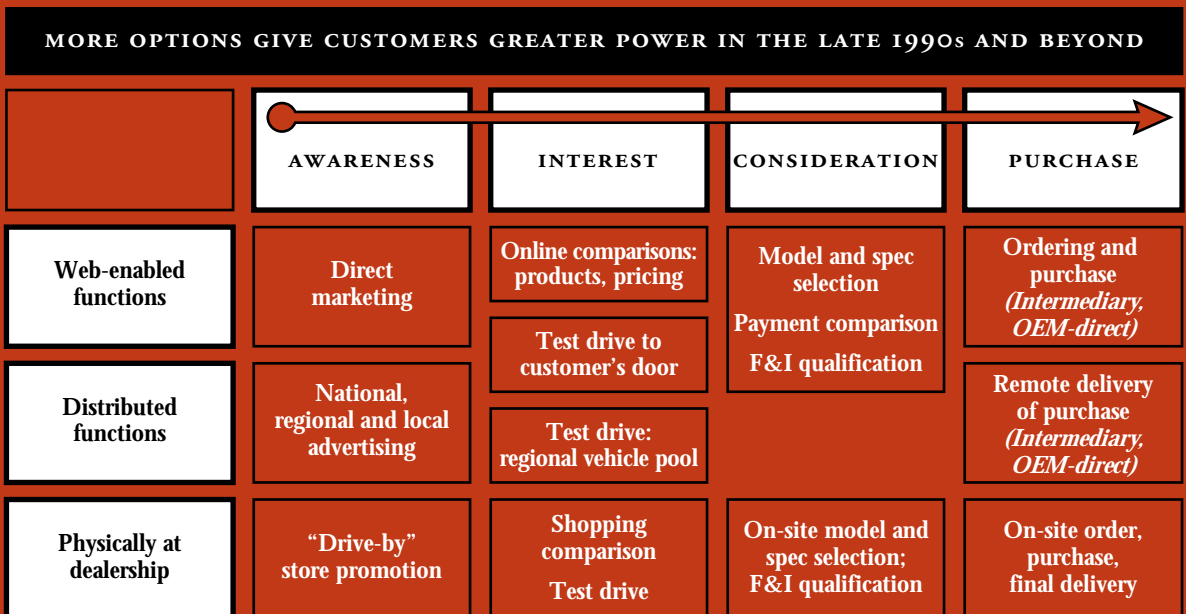 MORE OPTIONS GIVE CUSTOMERS GREATER POWER IN THE LATE 1990s AND BEYOND
AWARENESS
INTEREST
CONSIDERATION
PURCHASE
Web-enabled
functions
Direct
marketing
Online comparisons:
products, pricing
Test drive to
customer’s door
Model and spec
selection
Payment comparison
F&I qualification
Ordering and
purchase
(Intermediary,
OEM-direct)
Distributed
functions
National,
regional and local
advertising
Test drive:
regional vehicle pool
Remote delivery
of purchase
(Intermediary,
OEM-direct)
Physically at
dealership
“Drive-by”
store promotion
Shopping
comparison
Test drive
On-site model and
spec selection;
F&I qualification
On-site order,
purchase,
final delivery